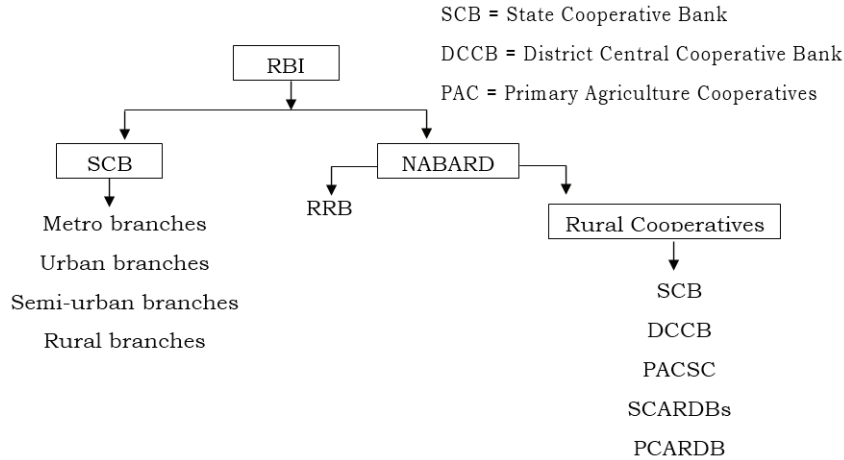 SCB = State Cooperative Bank
DCCB = District Central Cooperative Bank
PAC = Primary Agriculture Cooperatives
RBI
SCB
NABARD
Metro branches
Urban branches
Semi-urban branches
Rural branches
RRB
Rural Cooperatives
SCB
DCCB
PACSC
SCARDBs
PCARDB